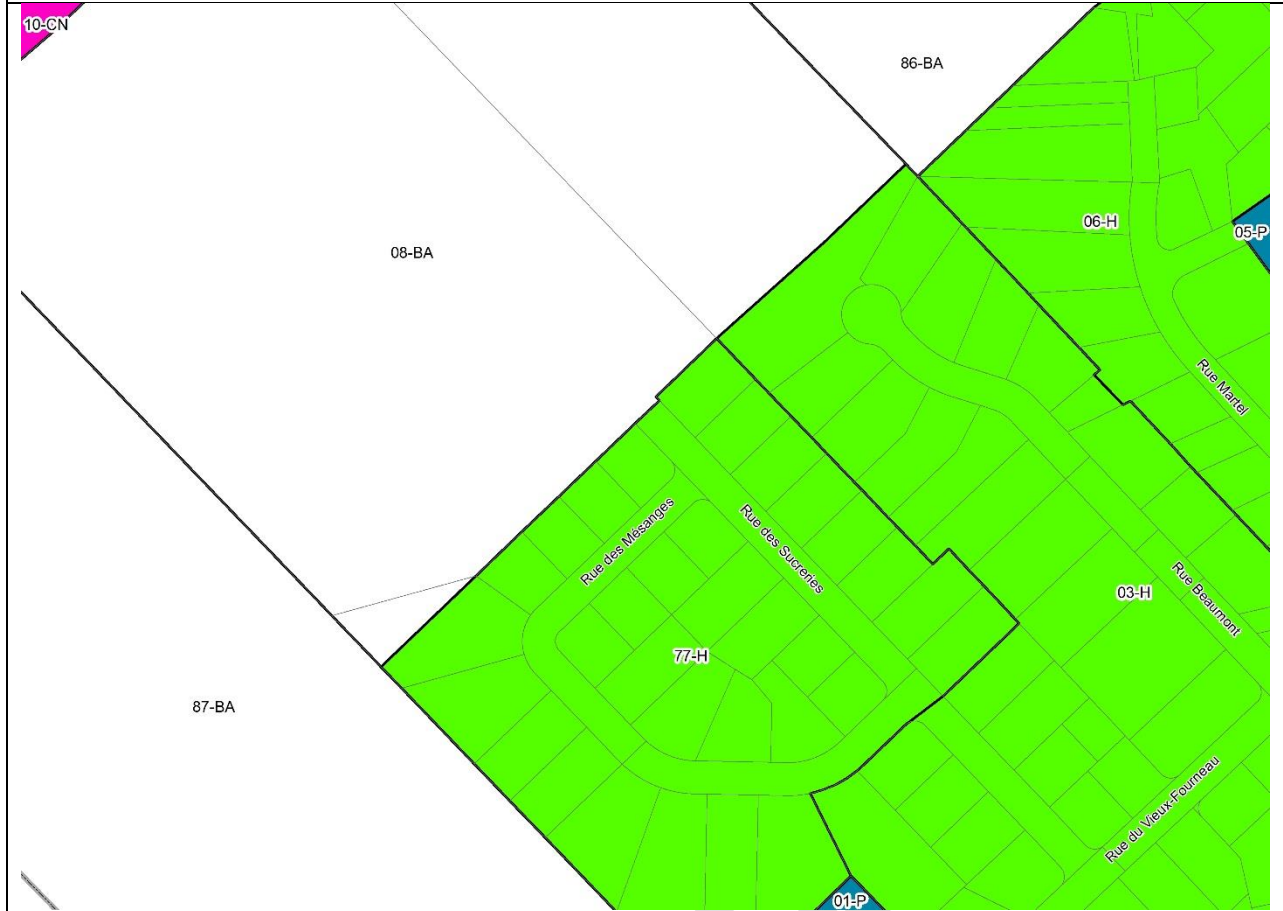 10-CN
86-BA
08-BA
06-H
05-P
Rue Martel
Rue des Mésanges
Rue des Sucreries
Rue Beaumont
03-H
77-H
87-BA
Rue du Vieux-Fourneau
01-P